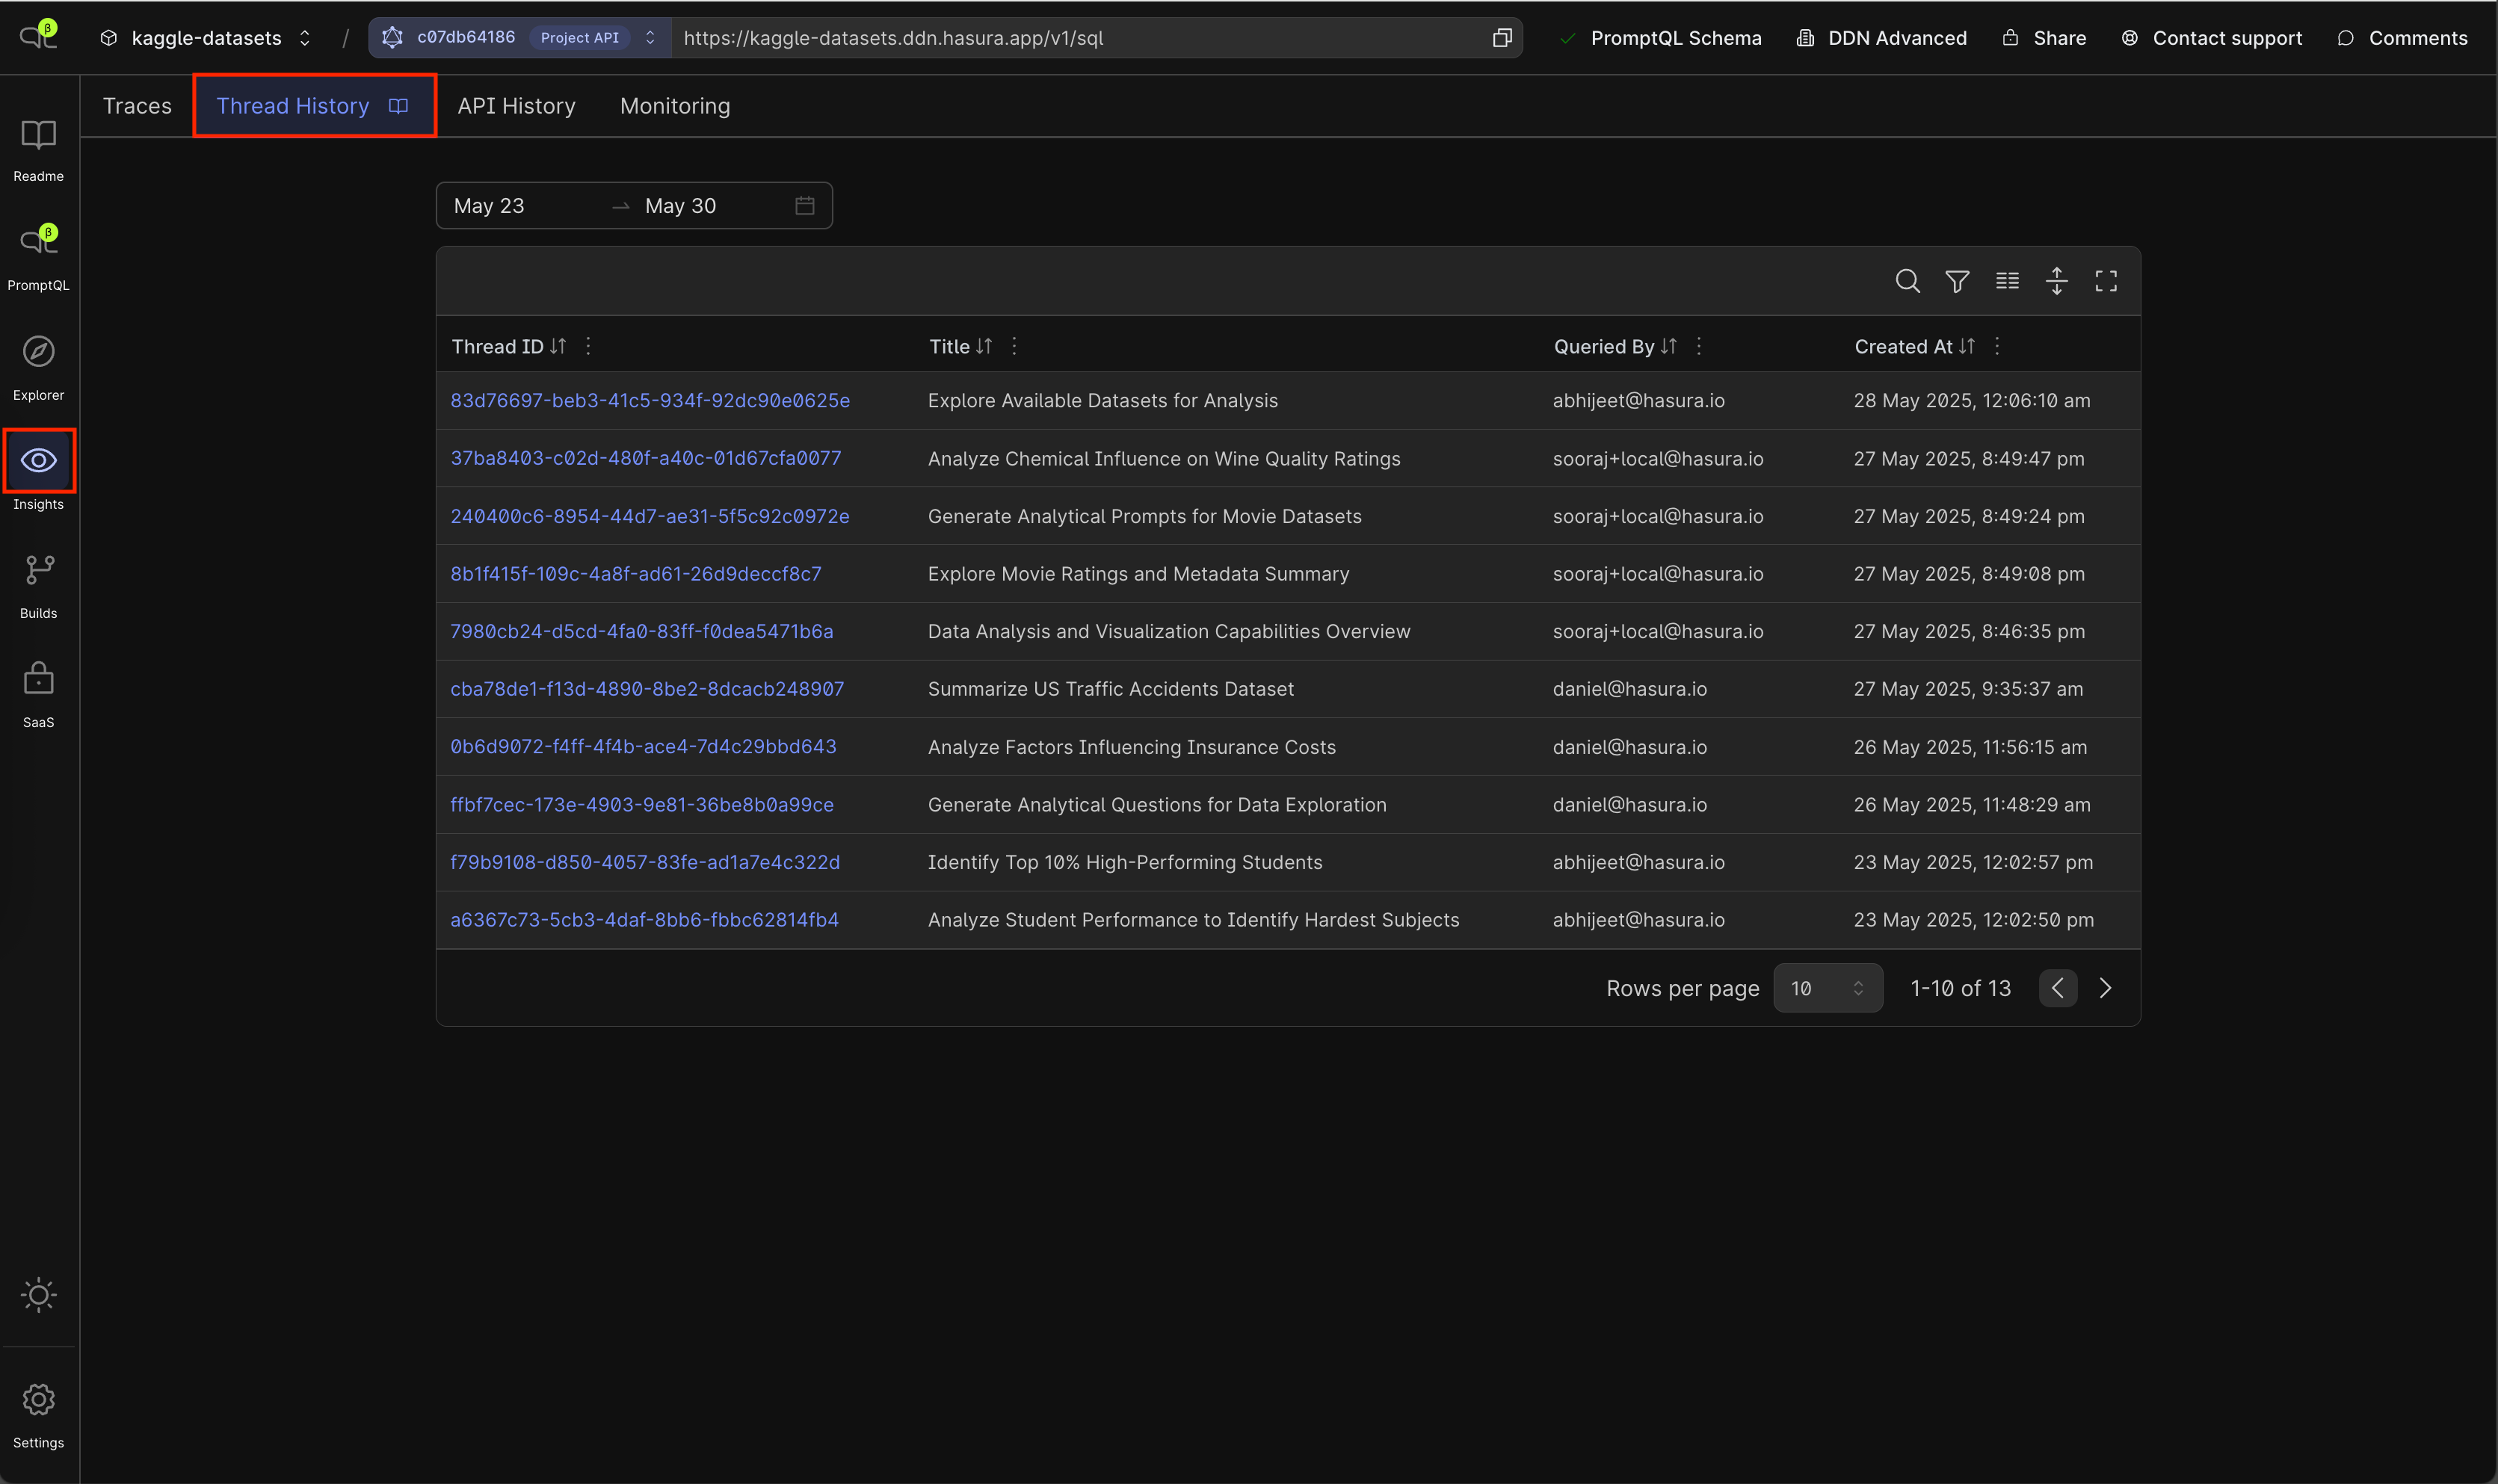 β kaggle-datasets / c07db64186 Project API https://kaggle-datasets.ddn.hasura.app/v1/sql PromptQL Schema DDN Advanced Share Contact support Comments
Traces Thread History API History Monitoring
Readme
β
PromptQL
Explorer
Insights
Builds
SaaS
Settings
May 23 → May 30
Thread ID Title Queried By Created At
83d76697-beb3-41c5-934f-92dc90e0625e Explore Available Datasets for Analysis abhijeet@hasura.io 28 May 2025, 12:06:10 am
37ba8403-c02d-480f-a40c-01d67cfa0077 Analyze Chemical Influence on Wine Quality Ratings sooraj+local@hasura.io 27 May 2025, 8:49:47 pm
240400c6-8954-44d7-ae31-5f5c92c0972e Generate Analytical Prompts for Movie Datasets sooraj+local@hasura.io 27 May 2025, 8:49:24 pm
8b1f415f-109c-4a8f-ad61-26d9deccf8c7 Explore Movie Ratings and Metadata Summary sooraj+local@hasura.io 27 May 2025, 8:49:08 pm
7980cb24-d5cd-4fa0-83ff-f0dea5471b6a Data Analysis and Visualization Capabilities Overview sooraj+local@hasura.io 27 May 2025, 8:46:35 pm
cba78de1-f13d-4890-8be2-8dcacb248907 Summarize US Traffic Accidents Dataset daniel@hasura.io 27 May 2025, 9:35:37 am
0b6d9072-f4ff-4f4b-ace4-7d4c29bbd643 Analyze Factors Influencing Insurance Costs daniel@hasura.io 26 May 2025, 11:56:15 am
ffbf7cec-173e-4903-9e81-36be8b0a99ce Generate Analytical Questions for Data Exploration daniel@hasura.io 26 May 2025, 11:48:29 am
f79b9108-d850-4057-83fe-ad1a7e4c322d Identify Top 10% High-Performing Students abhijeet@hasura.io 23 May 2025, 12:02:57 pm
a6367c73-5cb3-4daf-8bb6-fbbc62814fb4 Analyze Student Performance to Identify Hardest Subjects abhijeet@hasura.io 23 May 2025, 12:02:50 pm
Rows per page 10 1-10 of 13